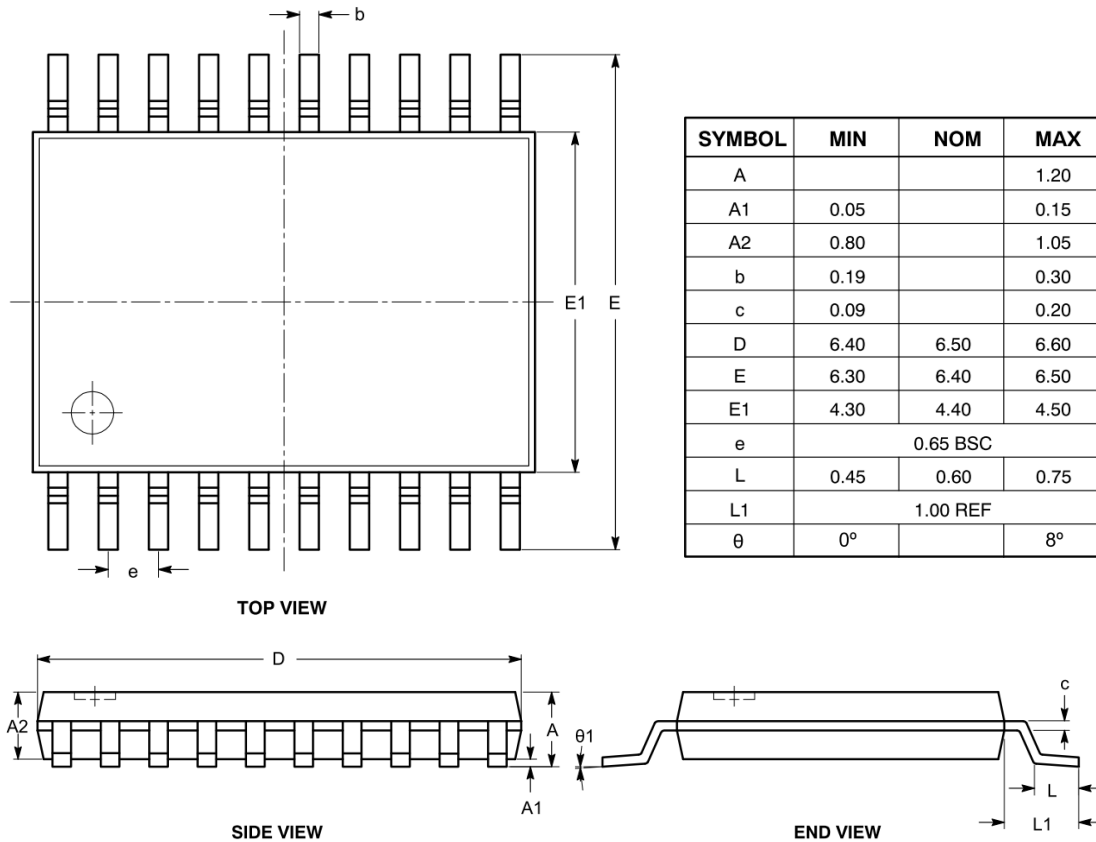 b
E1
E
e
TOP VIEW
SYMBOL MIN NOM MAX
A 1.20
A1 0.05 0.15
A2 0.80 1.05
b 0.19 0.30
c 0.09 0.20
D 6.40 6.50 6.60
E 6.30 6.40 6.50
E1 4.30 4.40 4.50
e 0.65 BSC
L 0.45 0.60 0.75
L1 1.00 REF
θ 0º 8º
D
A2
A
A1
SIDE VIEW
θ1
c
L
L1
END VIEW